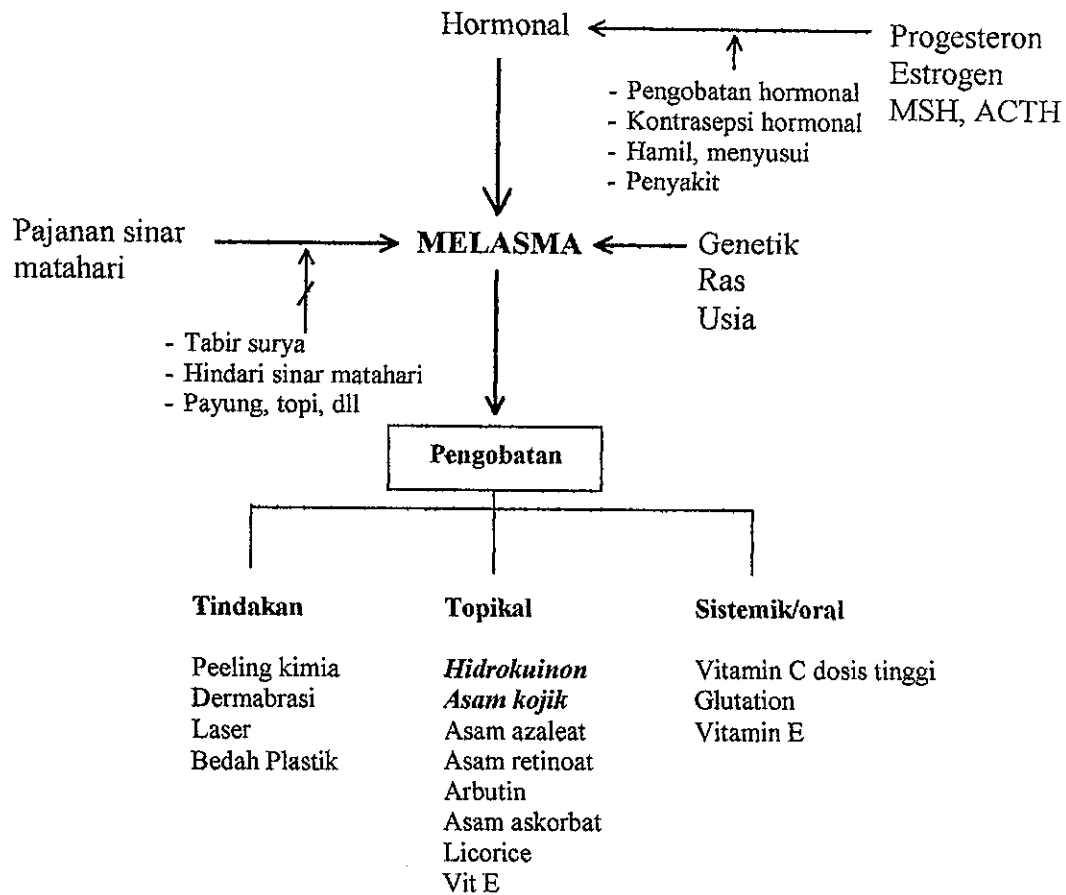 Hormonal
Progesteron
Estrogen
MSH, ACTH
- Pengobatan hormonal
- Kontrasepsi hormonal
- Hamil, menyusui
- Penyakit
Pajanan sinar
matahari
MELASMA
Genetik
Ras
Usia
- Tabir surya
- Hindari sinar matahari
- Payung, topi, dll
Pengobatan
Tindakan
Peeling kimia
Dermabrasi
Laser
Bedah Plastik
Topikal
Hidrokuinon
Asam kojik
Asam azaleat
Asam retinoat
Arbutin
Asam askorbat
Licorice
Vit E
Sistemik/oral
Vitamin C dosis tinggi
Glutation
Vitamin E